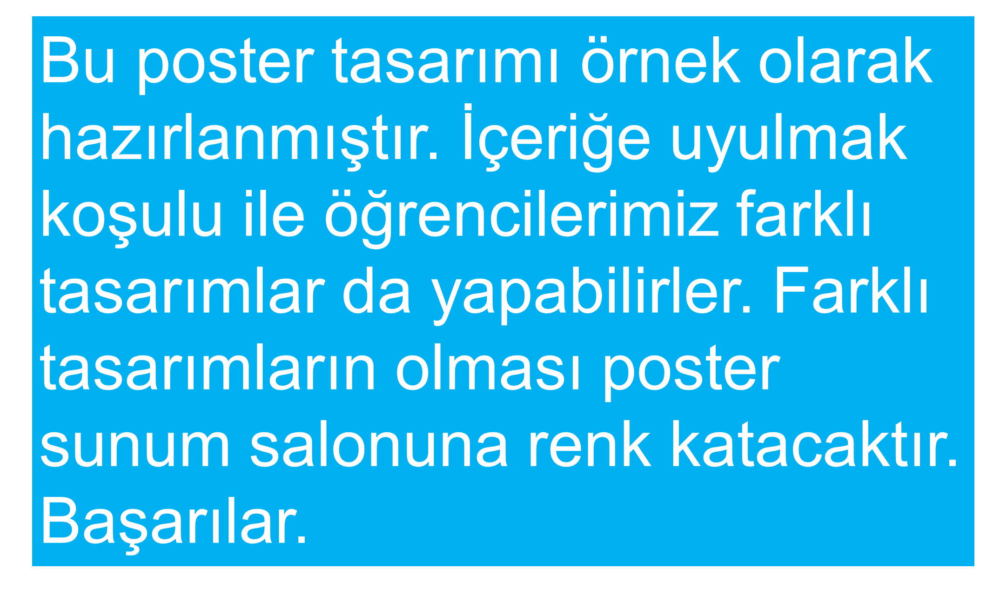 Bu poster tasarımı örnek olarak
hazırlanmıştır. İçeriğe uyulmak
koşulu ile öğrencilerimiz farklı
tasarımlar da yapabilirler. Farklı
tasarımların olması poster
sunum salonuna renk katacaktır.
Başarılar.